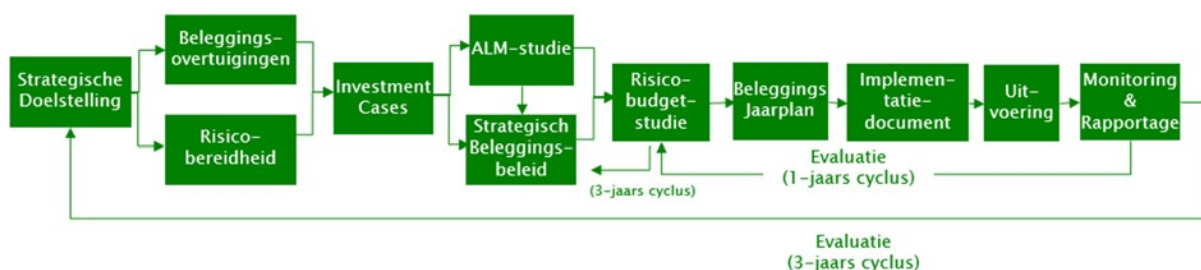 Strategische
Doelstelling
Beleggings-
overtuigingen
Risico-
bereidheid
Investment
Cases
ALM-studie
Strategisch
Beleggings-
beleid
Risico-
budget-
studie
(3-jaars cyclus)
Beleggings
Jaarplan
Implemen-
tatie-
document
Uit-
voering
Monitoring
&
Rapportage
Evaluatie
(1-jaars cyclus)
Evaluatie
(3-jaars cyclus)